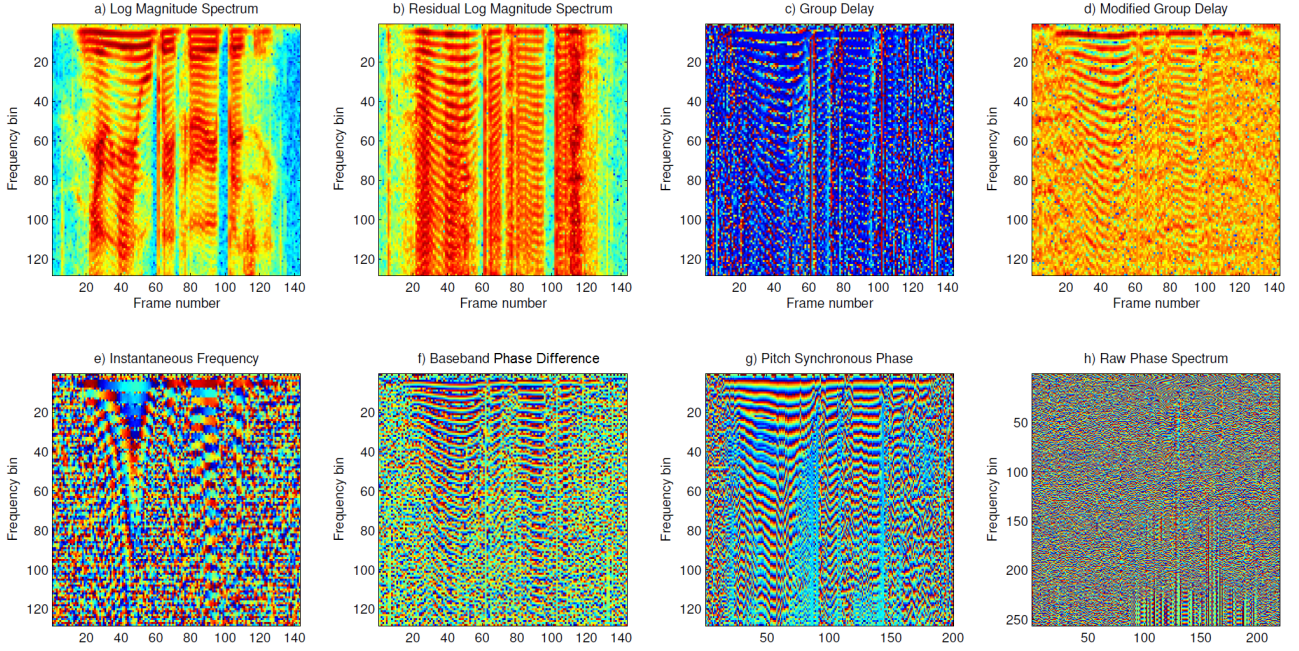 a) Log Magnitude Spectrum
Frequency bin
20
40
60
80
100
120
20 40 60 80 100 120 140
Frame number
b) Residual Log Magnitude Spectrum
Frequency bin
20
40
60
80
100
120
20 40 60 80 100 120 140
Frame number
c) Group Delay
Frequency bin
20
40
60
80
100
120
20 40 60 80 100 120 140
Frame number
d) Modified Group Delay
Frequency bin
20
40
60
80
100
120
20 40 60 80 100 120 140
Frame number
e) Instantaneous Frequency
Frequency bin
20
40
60
80
100
120
20 40 60 80 100 120 140
f) Baseband Phase Difference
Frequency bin
20
40
60
80
100
120
20 40 60 80 100 120 140
g) Pitch Synchronous Phase
Frequency bin
20
40
60
80
100
120
50 100 150 200
h) Raw Phase Spectrum
Frequency bin
50
100
150
200
250
50 100 150 200